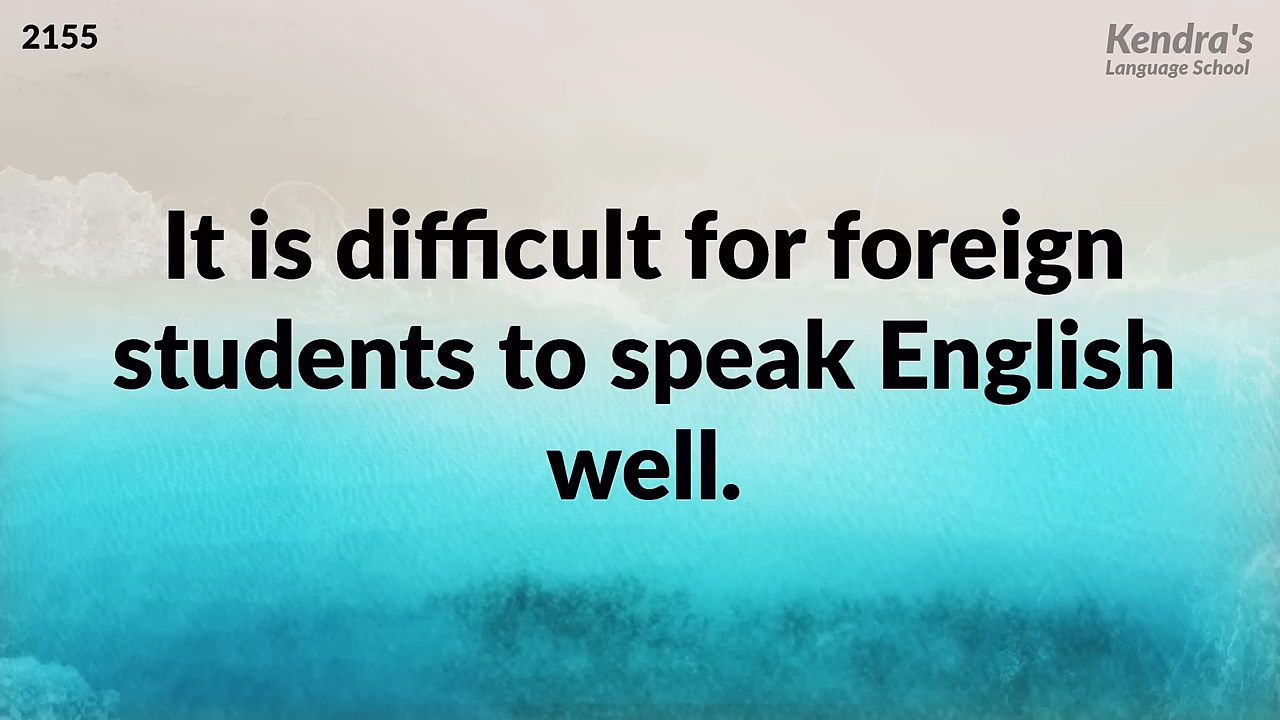 2155
Kendra's
Language School
It is difficult for foreign
students to speak English
well.